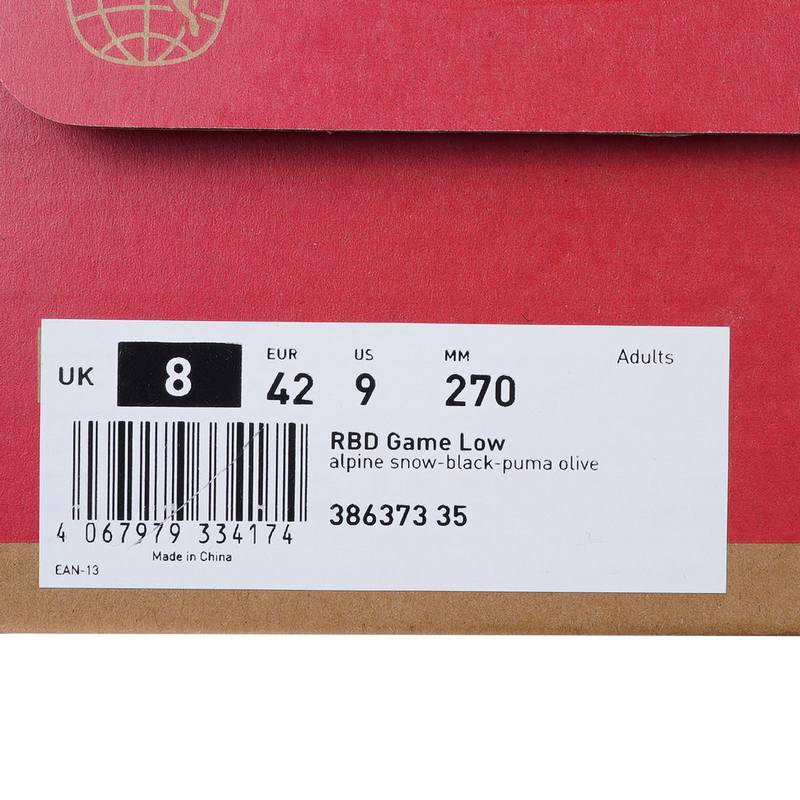 UK 8 EUR 42 US 9 MM 270 Adults
RBD Game Low
alpine snow-black-puma olive
386373 35
4 067979 334174
Made in China
EAN-13